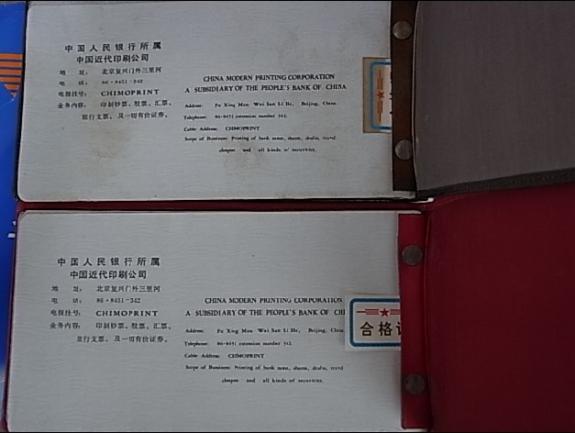 中国人民银行所属
中国近代印刷公司
地 址: 北京复兴门外三里河
电 话: 86·8451-342
电报挂号: CHIMOPRINT
业务内容: 印制钞票、股票、汇票、
旅行支票、及一切有价证券。
CHINA MODERN PRINTING CORPORATION
A SUBSIDIARY OF THE PEOPLE'S BANK OF CHINA
Address: Fu Xing Men Wai San Li He, Beijing, China.
Telephone: 86-8451 extension number 342.
Cable Address: CHIMOPRINT
Scope of Business: Printing of bank notes, shares, drafts, travel
cheques and all kinds of securities.
中国人民银行所属
中国近代印刷公司
地 址: 北京复兴门外三里河
电 话: 86·8451-342
电报挂号: CHIMOPRINT
业务内容: 印制钞票、股票、汇票、
旅行支票、及一切有价证券。
CHINA MODERN PRINTING CORPORATION
A SUBSIDIARY OF THE PEOPLE'S BANK OF
Address: Fu Xing Men Wai San Li He, Beijing,
Telephone: 86-8451 extension number 342.
Cable Address: CHIMOPRINT
Scope of Business: Printing of bank notes, shares, drafts, travel
cheques and all kinds of securities.
合格